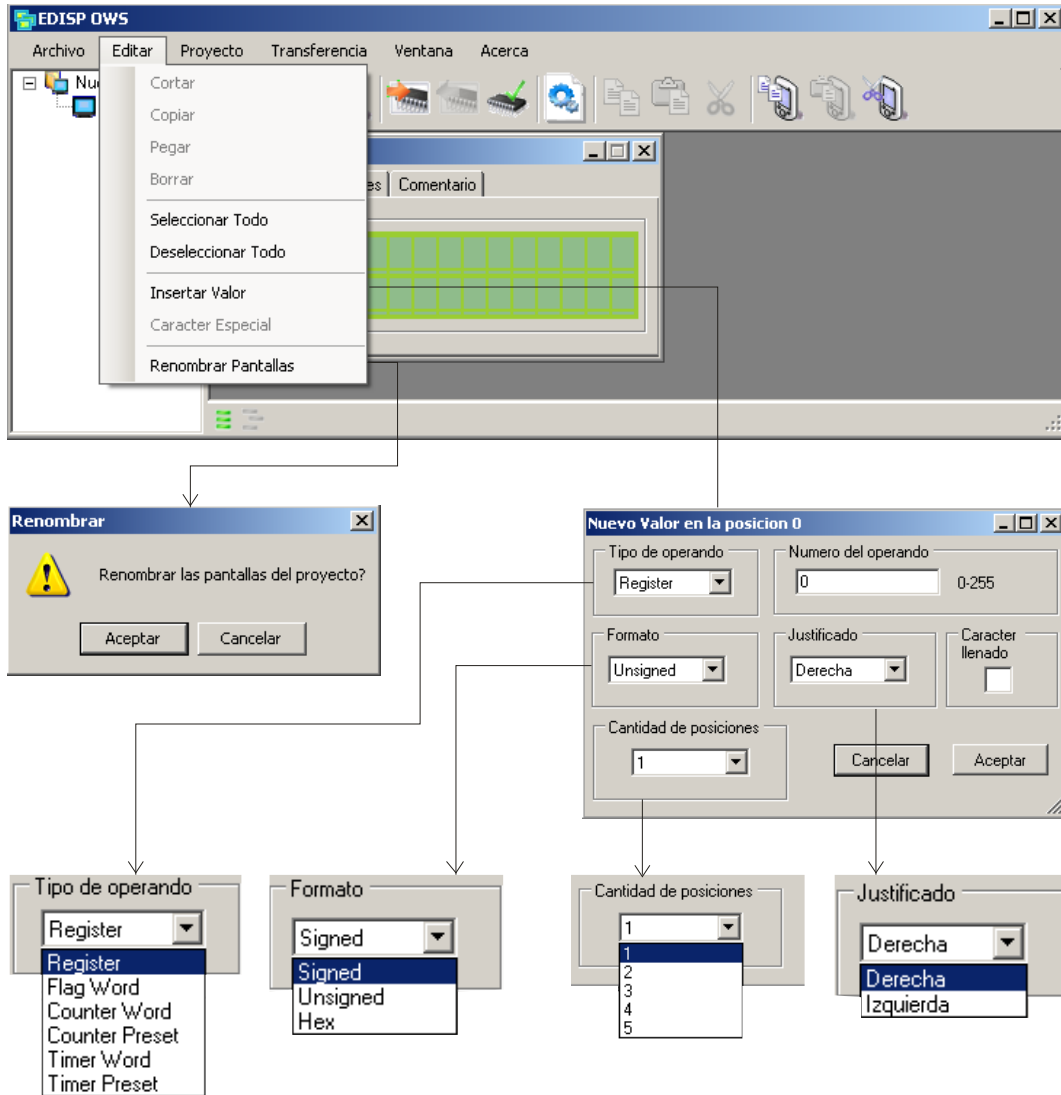 EDISP OWS
Archivo Editar Proyecto Transferencia Ventana Acerca
Cortar
Copiar
Pegar
Borrar
Seleccionar Todo
Deseleccionar Todo
Insertar Valor
Caracter Especial
Renombrar Pantallas
Comentario
Renombrar
Renombrar las pantallas del proyecto?
Aceptar Cancelar
Nuevo Valor en la posicion 0
Tipo de operando
Register
Numero del operando
0 0-255
Formato
Unsigned
Justificado
Derecha
Caracter
llenado
Cantidad de posiciones
1
Cancelar Aceptar
Tipo de operando
Register
Register
Flag Word
Counter Word
Counter Preset
Timer Word
Timer Preset
Formato
Signed
Signed
Unsigned
Hex
Cantidad de posiciones
1
1
2
3
4
5
Justificado
Derecha
Derecha
Izquierda